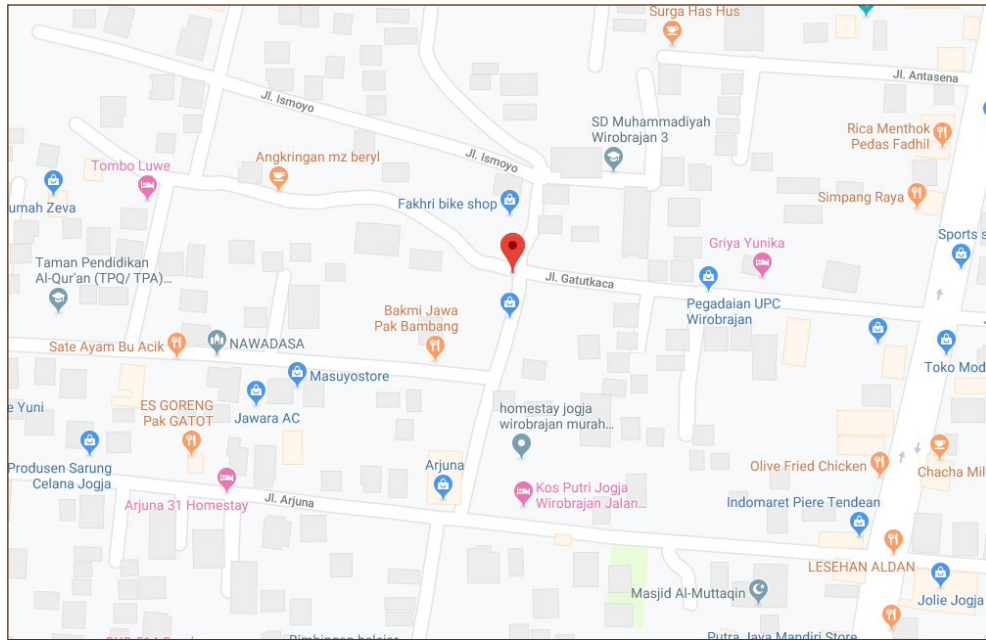 Surga Has Hus
Jl. Antasena
Jl. Ismoyo
SD Muhammadiyah
Wirobrajan 3
Rica Menthok
Pedas Fadhil
Jl. Ismoyo
Angkringan mz beryl
Tombo Luwe
Simpang Raya
umah Zeva
Fakhri bike shop
Sports s
Griya Yunika
Taman Pendidikan
Al-Qur'an (TPQ/ TPA)...
Jl. Gatutkaca
Pegadaian UPC
Wirobrajan
Bakmi Jawa
Pak Bambang
Sate Ayam Bu Acik
NAWADASA
Toko Mod
Masuyostore
e Yuni
ES GORENG
Pak GATOT
Jawara AC
homestay jogja
wirobrajan murah...
Produsen Sarung
Celana Jogja
Arjuna
Olive Fried Chicken
Chacha Mil
Arjuna 31 Homestay
Jl. Arjuna
Kos Putri Jogja
Wirobrajan Jalan...
Indomaret Piere Tendean
LESEHAN ALDAN
Masjid Al-Muttaqin
Jolie Jogja
Putra Jaya Mandiri Store
Bimbingan belajar